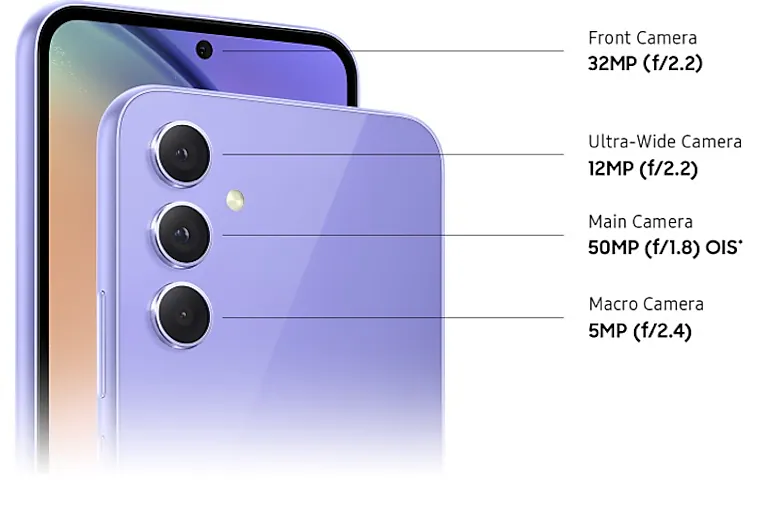 Front Camera
32MP (f/2.2)
Ultra-Wide Camera
12MP (f/2.2)
Main Camera
50MP (f/1.8) OIS*
Macro Camera
5MP (f/2.4)